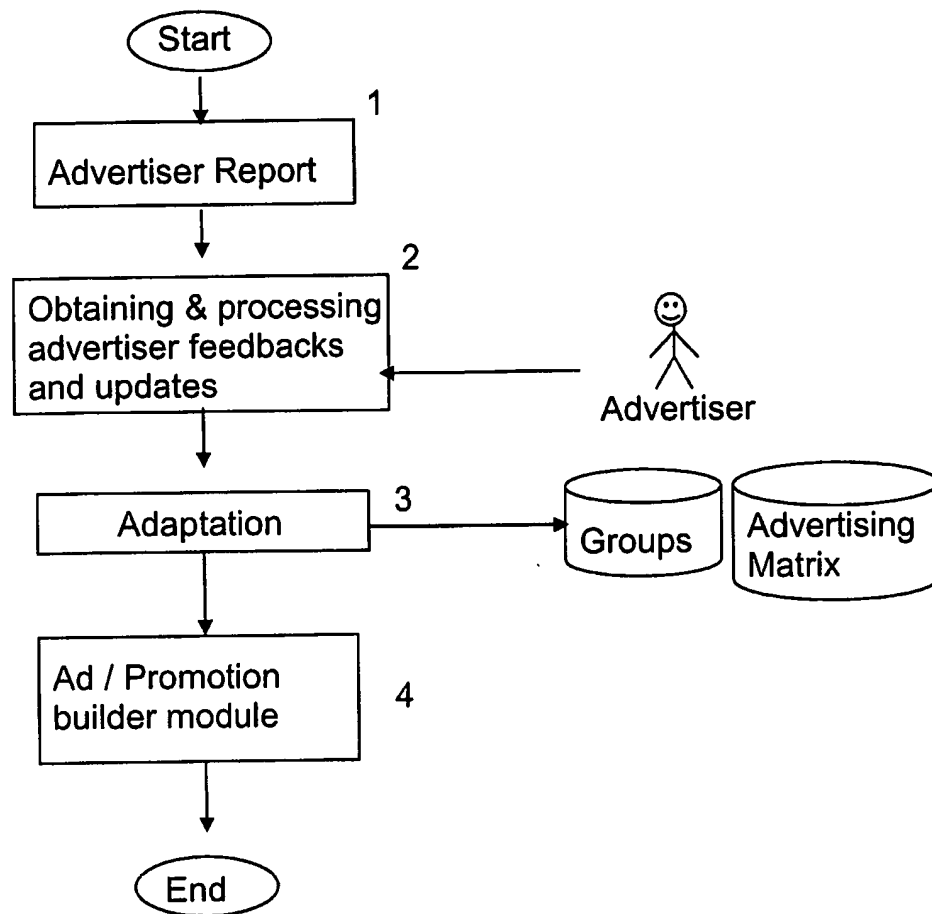 Start
1
Advertiser Report
2
Obtaining & processing
advertiser feedbacks
and updates
Advertiser
3
Adaptation
Groups
Advertising
Matrix
Ad / Promotion
builder module
4
End